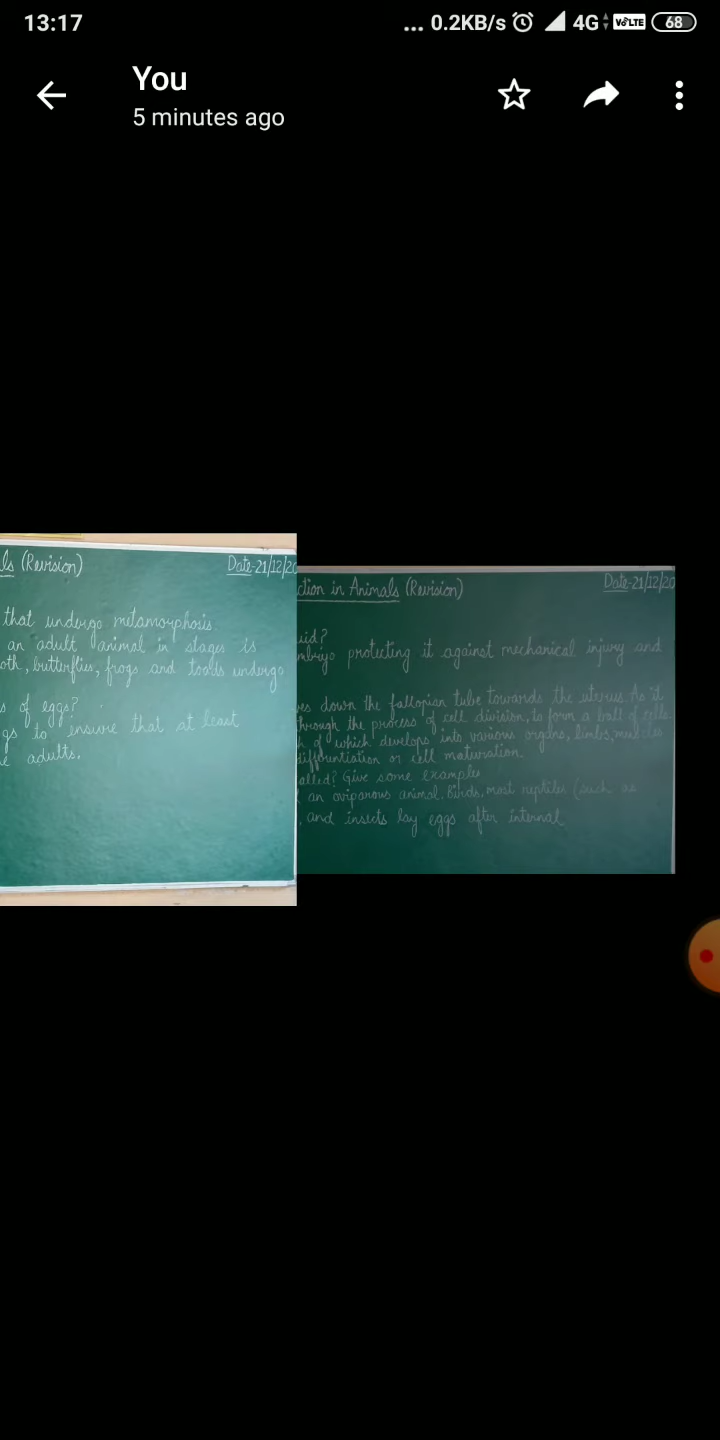 13:17
... 0.2KB/s 4G VoLTE 68
You
5 minutes ago
ls (Revision) Date-21/12/20
that undergo metamorphosis.
an adult animal in stages is
oth, butterflies, frogs and toads undergo
s of eggs?
gs to insure that at least
e adults.
ction in Animals (Revision) Date-21/12/20
uid?
mbryo protecting it against mechanical injury and
es down the fallopian tube towards the uterus. As it
through the process of cell division, to form a ball of cells
h of which develops into various organs, limbs, muscles
differentiation or cell maturation.
alled? Give some examples
an oviparous animal. Birds, most reptiles (such as
, and insects lay eggs after internal